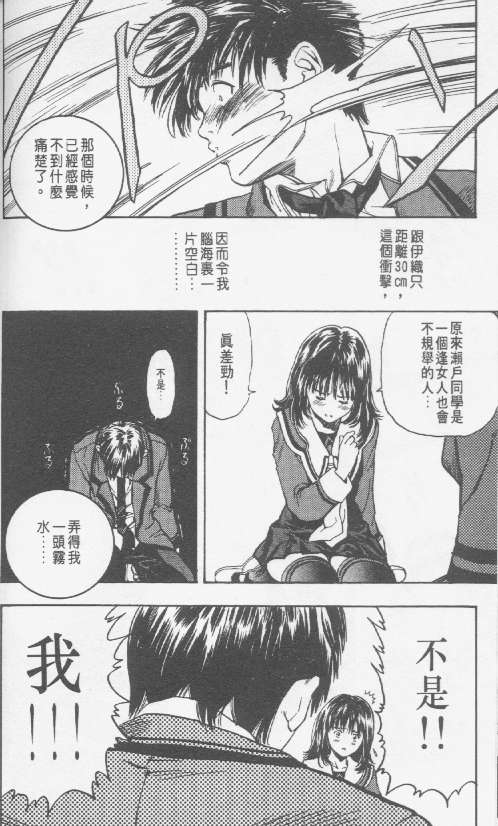 那個時候，
已經感覺
不到什麼
痛楚了。
跟伊織只
距離30cm，
這個衝擊，
因而令我
腦海裏一
片空白…
………
原來瀨戶同學是
一個逢女人也會
不規舉的人…
眞差勁！
不是…
ぶる
ぶる
ぶる
弄得我
一頭霧
水……
不是!!
我!!!